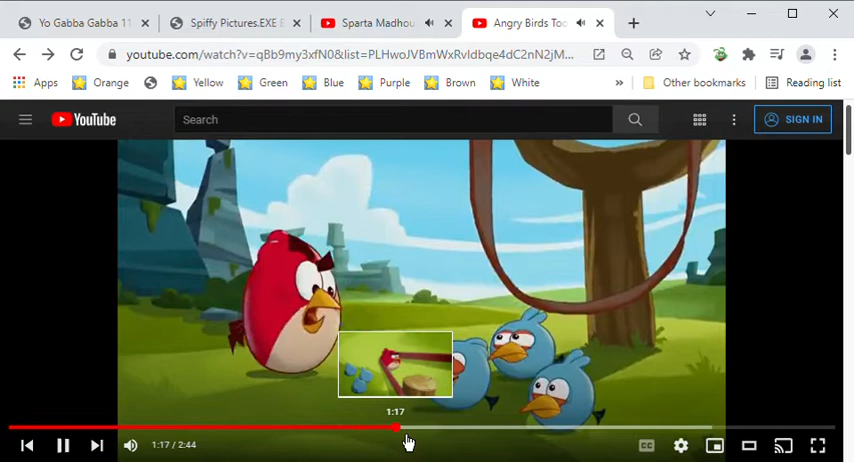 Yo Gabba Gabba 11
Spiffy Pictures.EXE E
Sparta Madhou
Angry Birds Too
youtube.com/watch?v=qBb9my3xfN0&list=PLHwoJVBmWxRvldbqe4dC2nN2jM...
Apps
Orange
Yellow
Green
Blue
Purple
Brown
White
»
Other bookmarks
Reading list
YouTube
Search
SIGN IN
1:17
1:17 / 2:44
CC